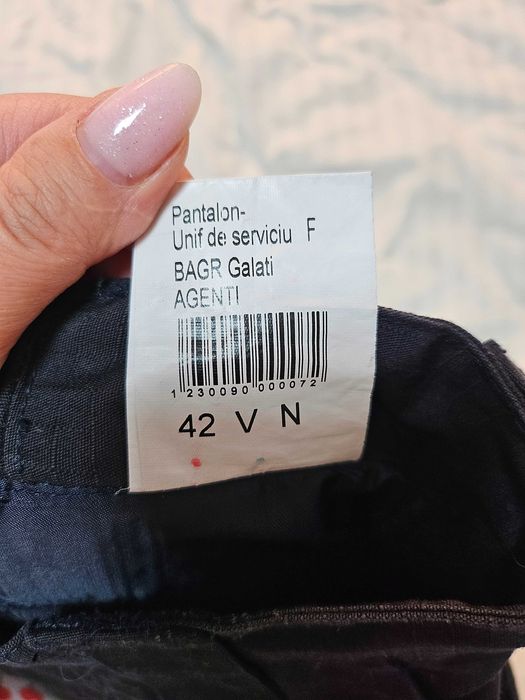 Pantalon-
Unif de serviciu F
BAGR Galati
AGENTI
1 230090 000072
42 V N